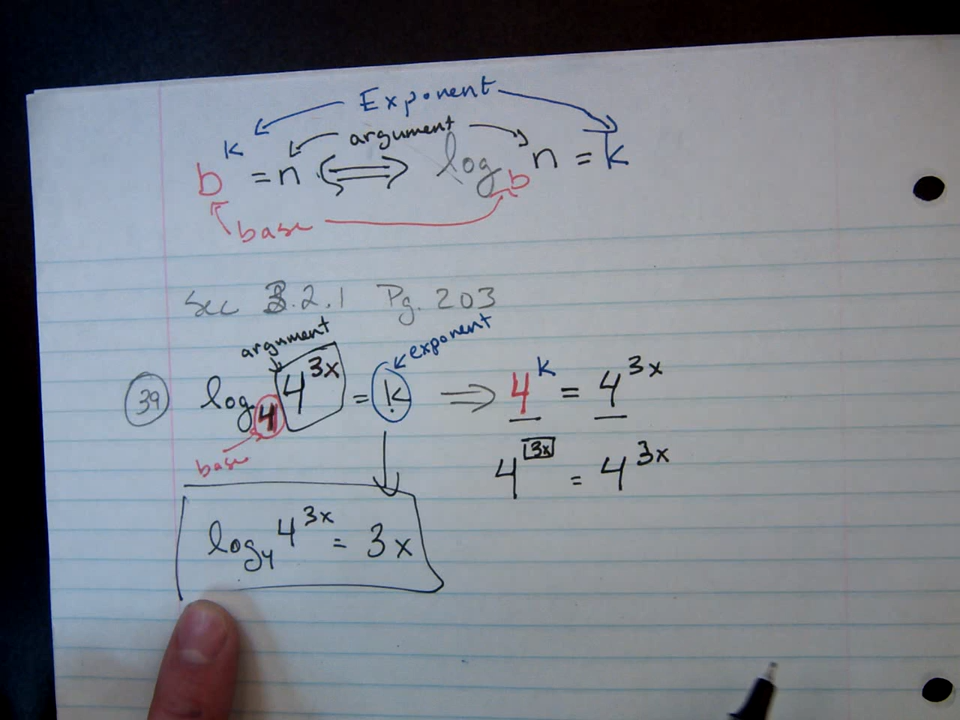 Exponent
argument
b^k = n ⟺ log_b n = k
base
Sec 3.2.1 Pg. 203
argument exponent
39 log_4 4^3x = k ⟹ 4^k = 4^3x
base
4^3x = 4^3x
log_4 4^3x = 3x